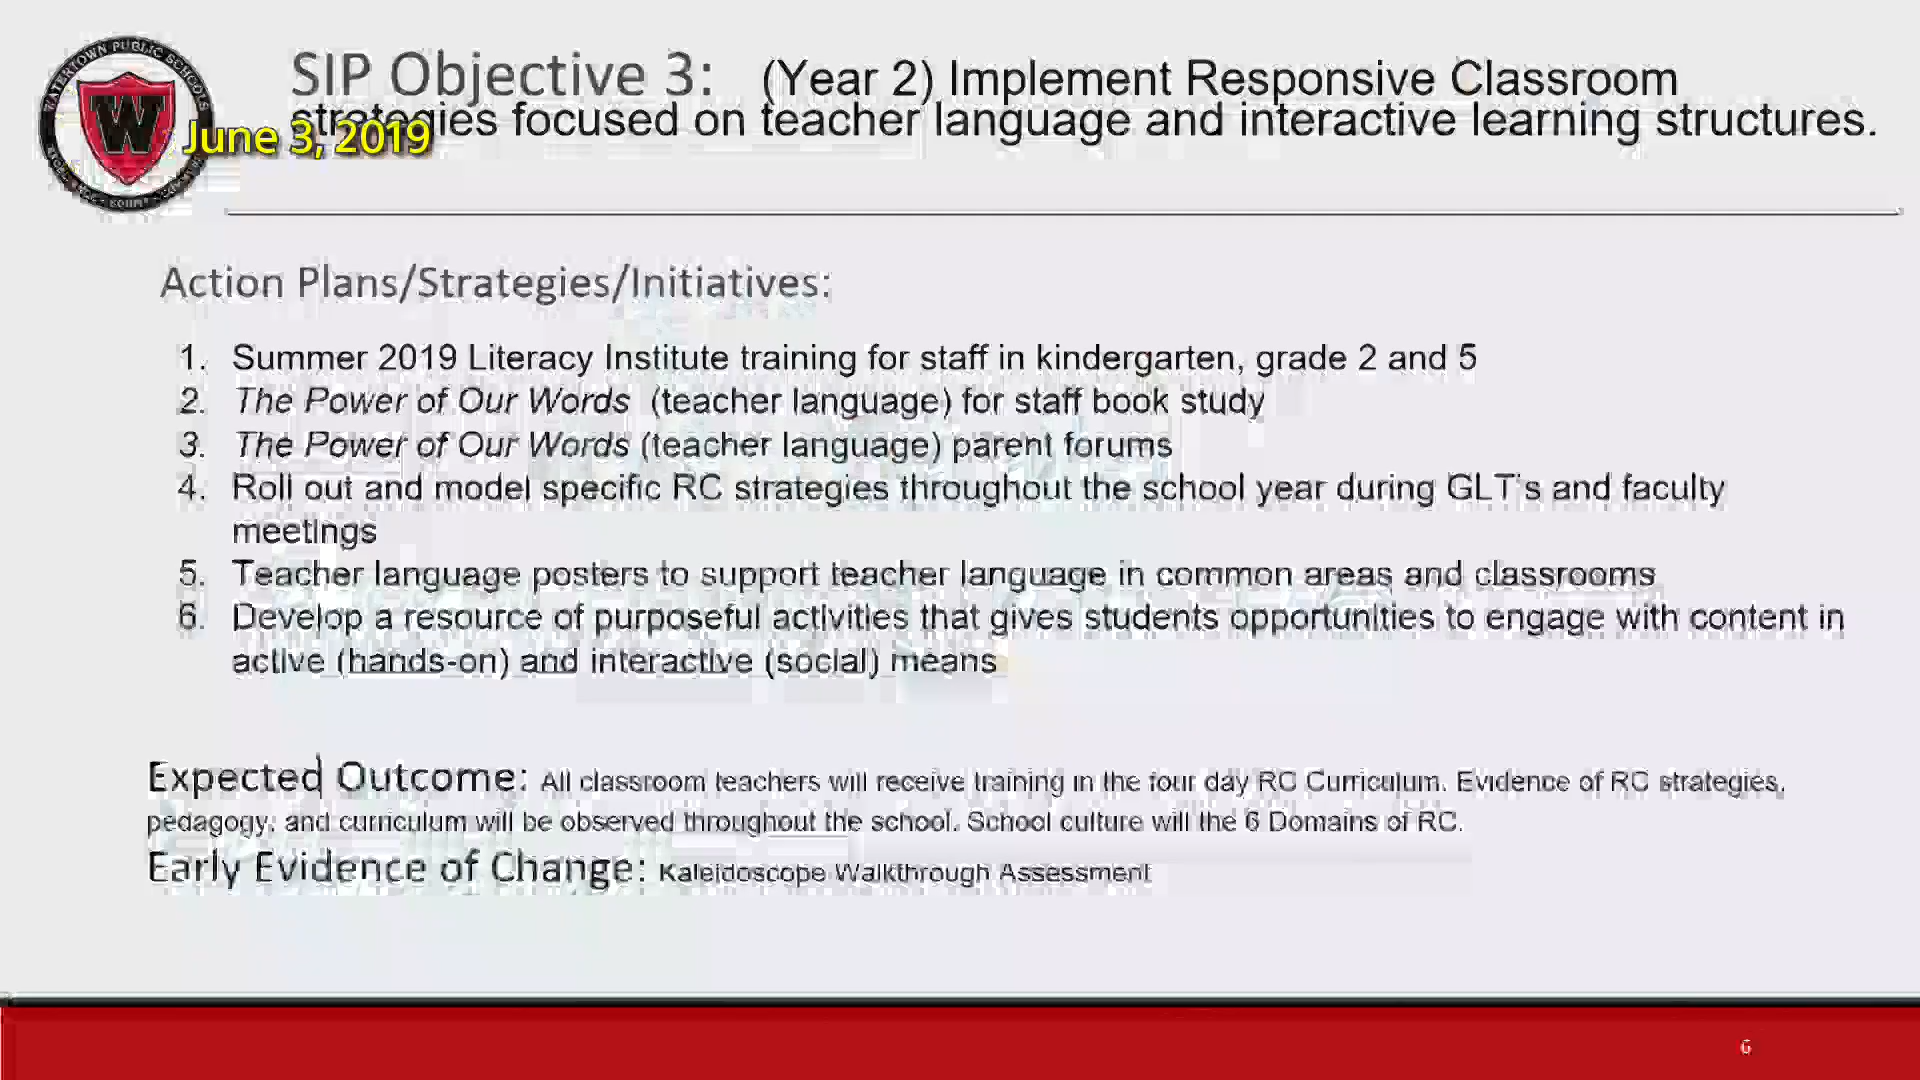 WATERTOWN PUBLIC SCHOOLS
W
SIP Objective 3: (Year 2) Implement Responsive Classroom
strategies focused on teacher language and interactive learning structures.
June 3, 2019
Action Plans/Strategies/Initiatives:
1. Summer 2019 Literacy Institute training for staff in kindergarten, grade 2 and 5
2. The Power of Our Words (teacher language) for staff book study
3. The Power of Our Words (teacher language) parent forums
4. Roll out and model specific RC strategies throughout the school year during GLT's and faculty
meetings
5. Teacher language posters to support teacher language in common areas and classrooms
6. Develop a resource of purposeful activities that gives students opportunities to engage with content in
active (hands-on) and interactive (social) means
Expected Outcome: All classroom teachers will receive training in the four day RC Curriculum. Evidence of RC strategies,
pedagogy, and curriculum will be observed throughout the school. School culture will the 6 Domains of RC.
Early Evidence of Change: Kaleidoscope Walkthrough Assessment
6